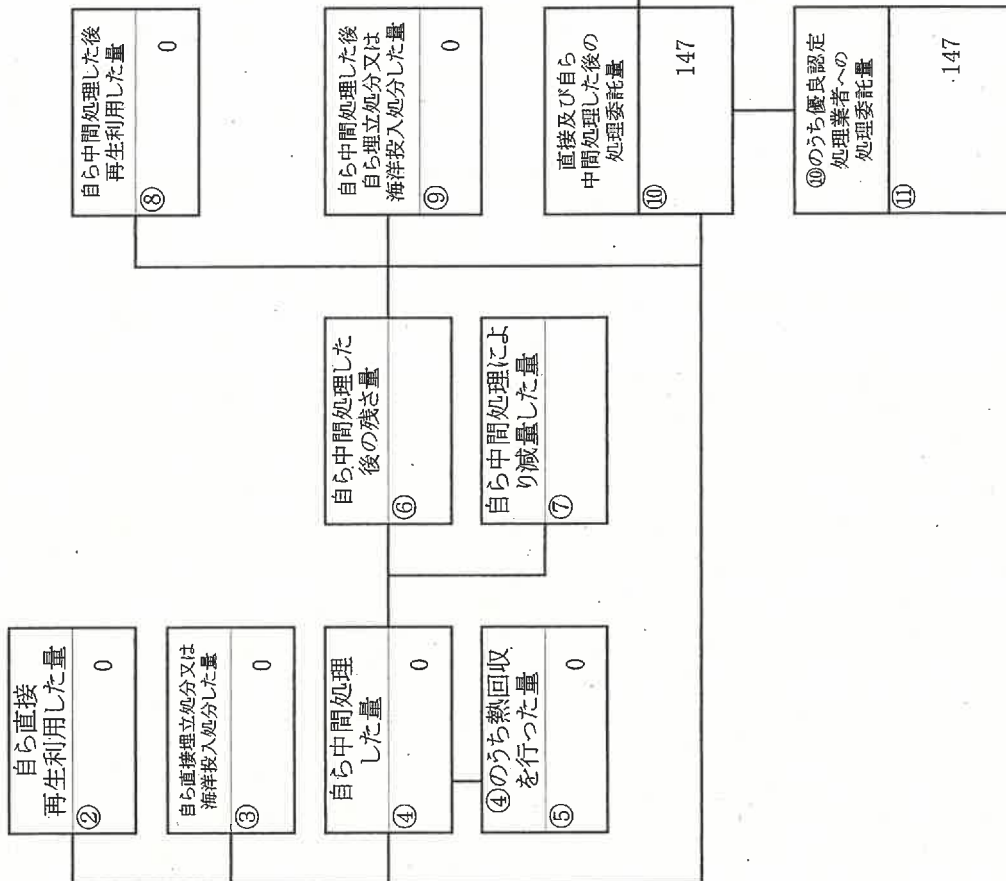 自ら直接
再生利用した量
②
0
自ら直接埋立処分又は
海洋投入処分した量
③
0
自ら中間処理
した量
④
0
④のうち熱回収
を行った量
⑤
0
自ら中間処理した
後の残さ量
⑥
自ら中間処理によ
り減量した量
⑦
自ら中間処理した後
再生利用した量
⑧
0
自ら中間処理した後
自ら埋立処分又は
海洋投入処分した量
⑨
0
直接及び自ら
中間処理した後の
処理委託量
⑩
147
⑩のうち優良認定
処理業者への
処理委託量
⑪
147